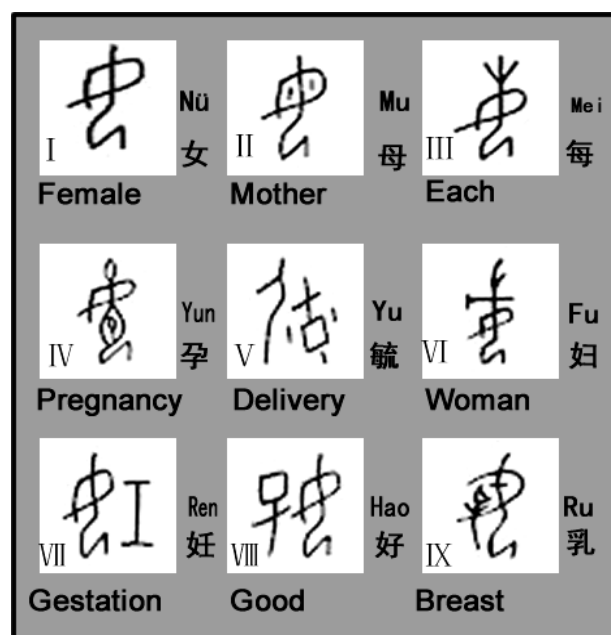 Nü Mu Mei
I 女 II 母 III 每
Female Mother Each
Yun Yu Fu
IV 孕 V 毓 VI 妇
Pregnancy Delivery Woman
Ren Hao Ru
VII 妊 VIII 好 IX 乳
Gestation Good Breast